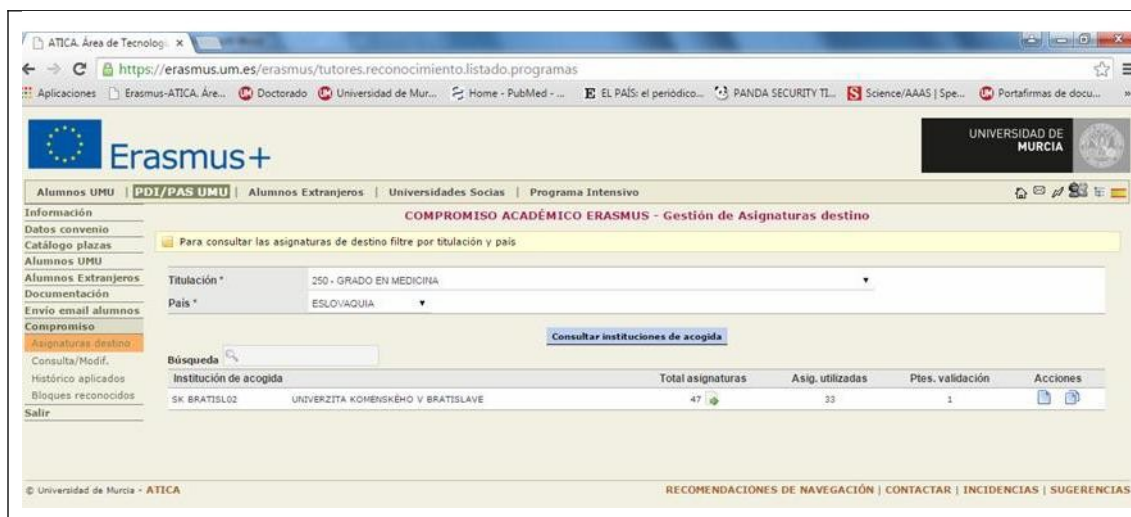 ATICA. Área de Tecnolog
https://erasmus.um.es/erasmus/tutores.reconocimiento.listado.programas
Aplicaciones Erasmus-ATICA. Áre... Doctorado Universidad de Mur... Home - PubMed - ... EL PAÍS: el periódico... PANDA SECURITY TI... Science/AAAS | Spe... Portafirmas de docu... »
Erasmus+
UNIVERSIDAD DE
MURCIA
Alumnos UMU | PDI/PAS UMU | Alumnos Extranjeros | Universidades Socias | Programa Intensivo
Información
Datos convenio
Catálogo plazas
Alumnos UMU
Alumnos Extranjeros
Documentación
Envío email alumnos
Compromiso
Asignaturas destino
Consulta/Modif.
Histórico aplicados
Bloques reconocidos
Salir
COMPROMISO ACADÉMICO ERASMUS - Gestión de Asignaturas destino
Para consultar las asignaturas de destino filtre por titulación y país
Titulación * 250 - GRADO EN MEDICINA
País * ESLOVAQUIA
Consultar instituciones de acogida
Búsqueda
Institución de acogida Total asignaturas Asig. utilizadas Ptes. validación Acciones
SK BRATISL02 UNIVERZITA KOMENSKÉHO V BRATISLAVE 47 33 1
© Universidad de Murcia - ATICA
RECOMENDACIONES DE NAVEGACIÓN | CONTACTAR | INCIDENCIAS | SUGERENCIAS